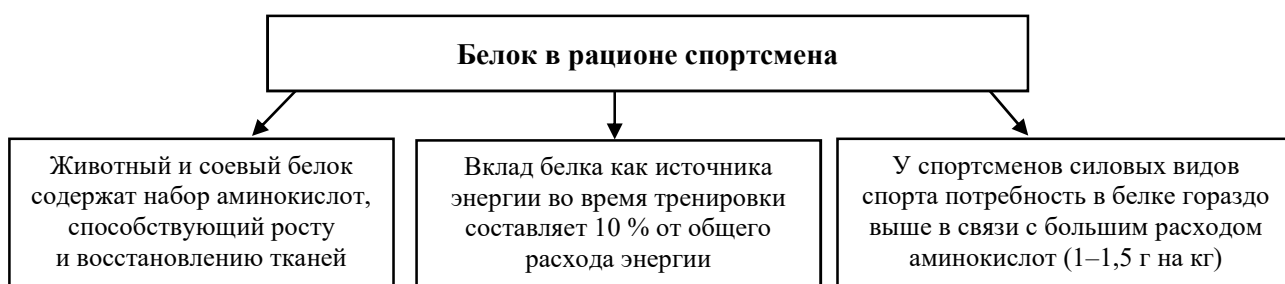 Белок в рационе спортсмена
Животный и соевый белок
содержат набор аминокислот,
способствующий росту
и восстановлению тканей
Вклад белка как источника
энергии во время тренировки
составляет 10 % от общего
расхода энергии
У спортсменов силовых видов
спорта потребность в белке гораздо
выше в связи с большим расходом
аминокислот (1–1,5 г на кг)